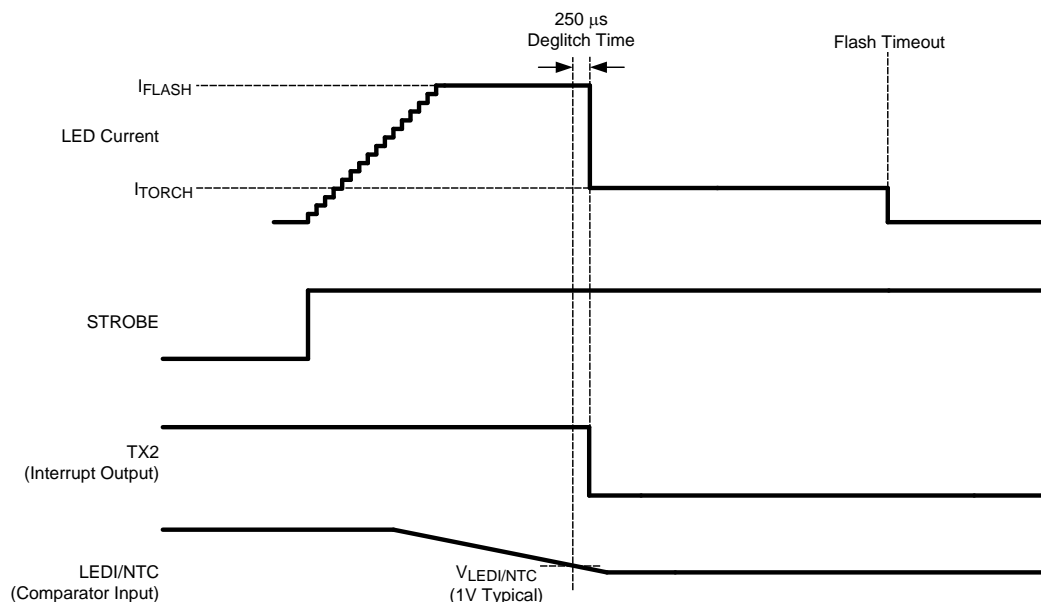 250 μs
Deglitch Time
Flash Timeout
IFLASH
LED Current
ITORCH
STROBE
TX2
(Interrupt Output)
LEDI/NTC
(Comparator Input)
VLEDI/NTC
(1V Typical)